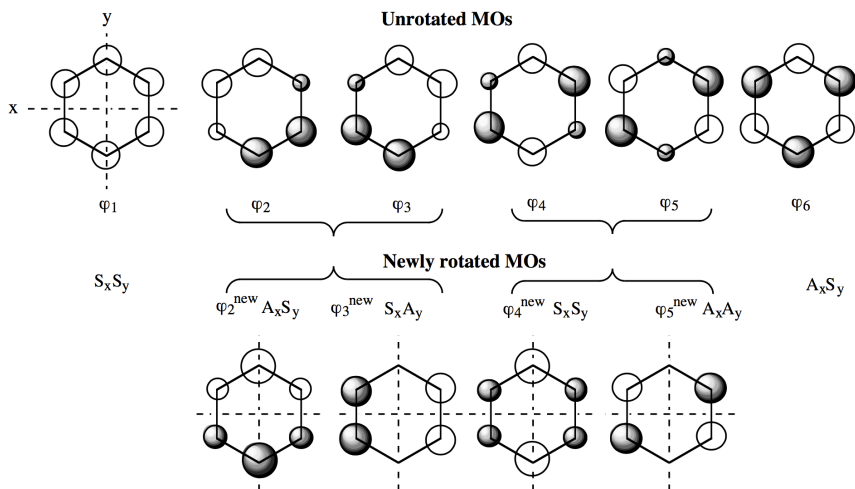 Unrotated MOs
y
x
φ1 φ2 φ3 φ4 φ5 φ6
Newly rotated MOs
SxSy AxSy
φ2new AxSy φ3new SxAy φ4new SxSy φ5new AxAy